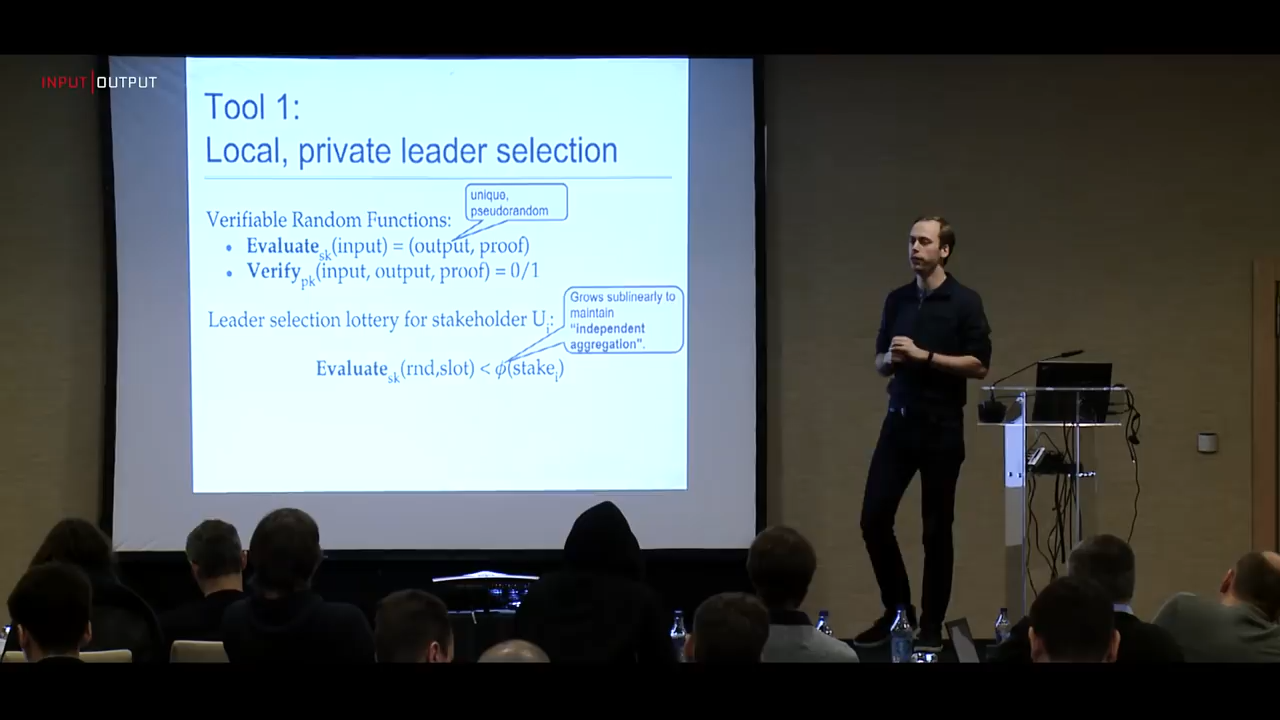 INPUT | OUTPUT
Tool 1:
Local, private leader selection
unique,
pseudorandom
Verifiable Random Functions:
• Evaluate_sk(input) = (output, proof)
• Verify_pk(input, output, proof) = 0/1
Grows sublinearly to
maintain
"independent
aggregation".
Leader selection lottery for stakeholder U_i:
Evaluate_sk(rnd,slot) < ϕ(stake_i)